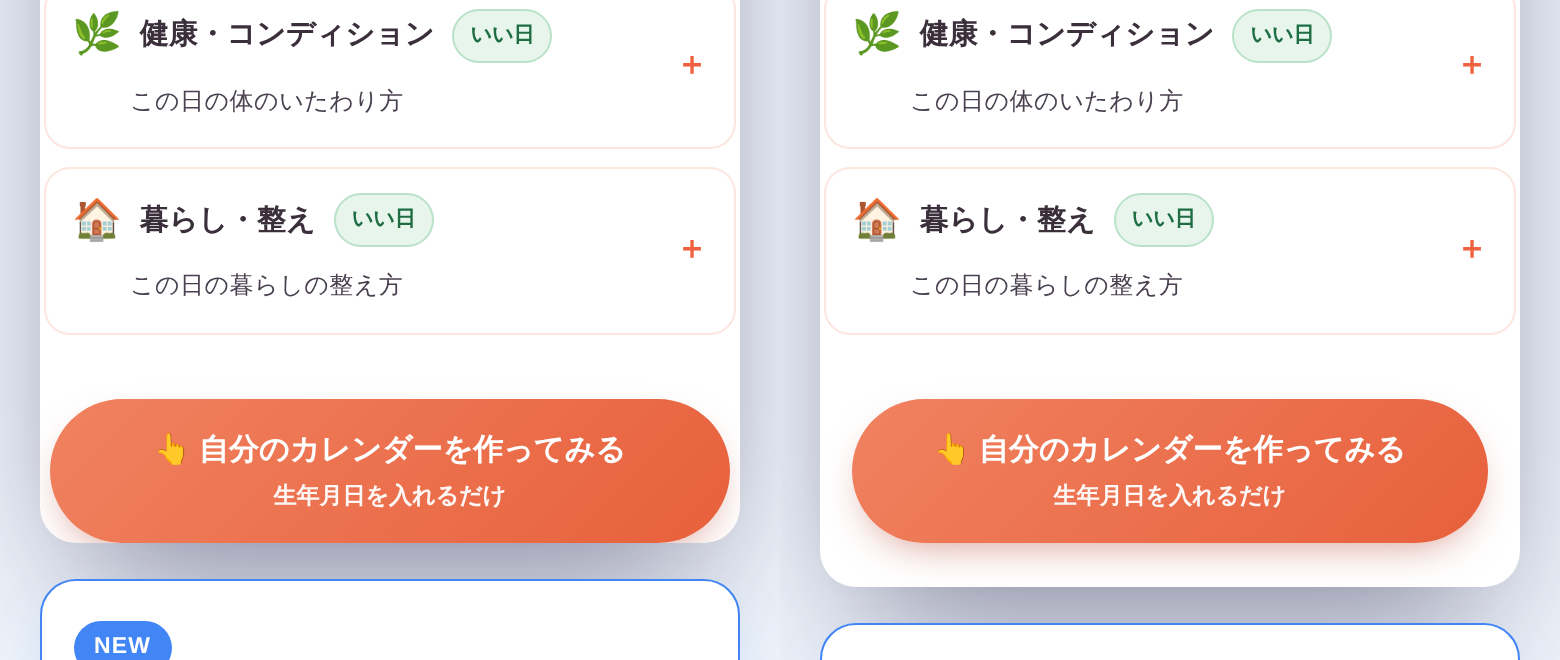 健康・コンディション いい日
+
この日の体のいたわり方
暮らし・整え いい日
+
この日の暮らしの整え方
自分のカレンダーを作ってみる
生年月日を入れるだけ
NEW
健康・コンディション いい日
+
この日の体のいたわり方
暮らし・整え いい日
+
この日の暮らしの整え方
自分のカレンダーを作ってみる
生年月日を入れるだけ